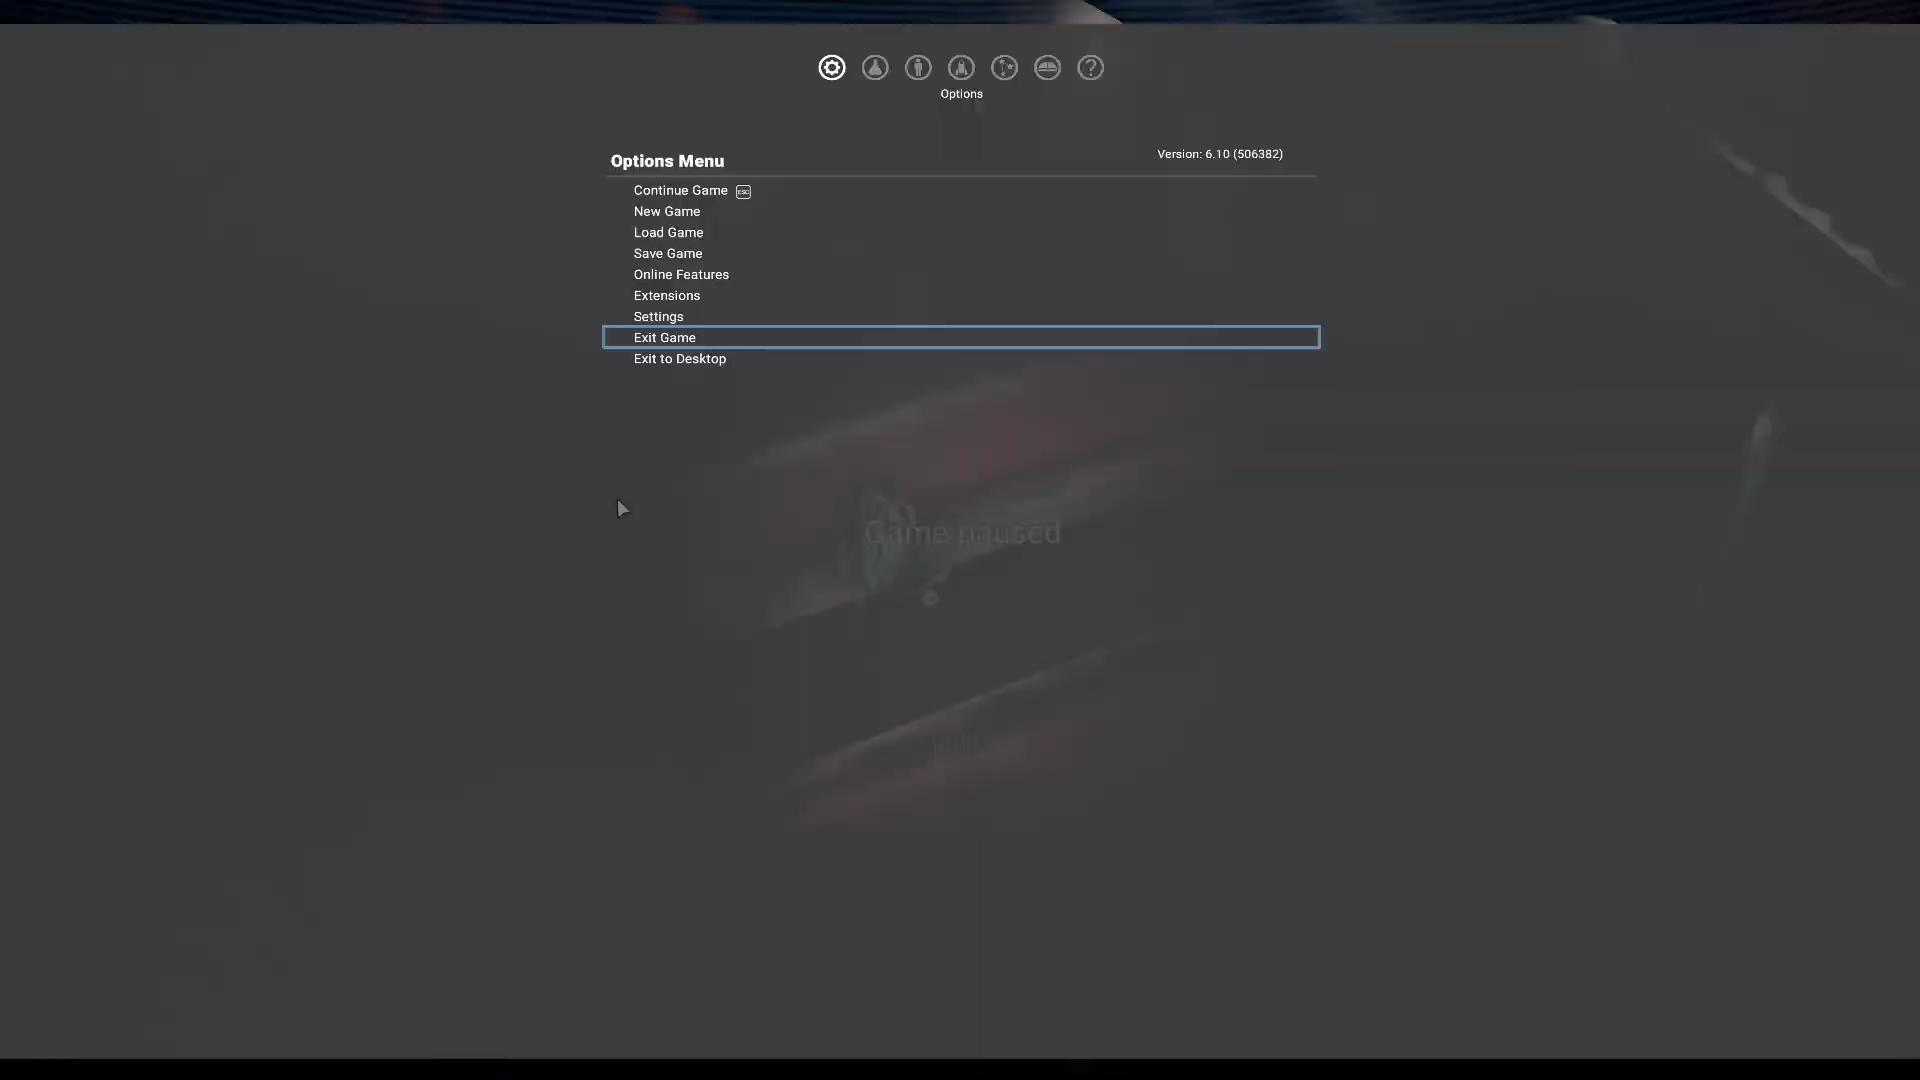 Options
Options Menu
Version: 6.10 (506382)
Continue Game ESC
New Game
Load Game
Save Game
Online Features
Extensions
Settings
Exit Game
Exit to Desktop
Game paused